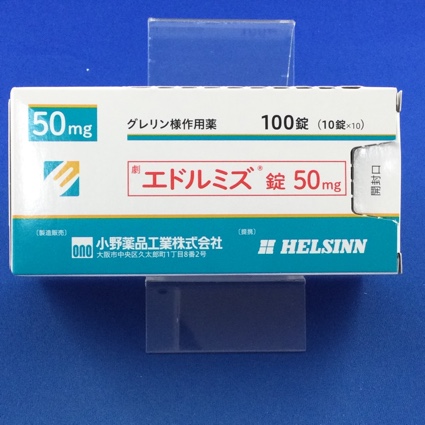 50mg
グレリン様作用薬
100錠 (10錠×10)
劇 エドルミズ® 錠 50mg
開封口
〔製造販売〕
ono 小野薬品工業株式会社
大阪市中央区久太郎町1丁目8番2号
〔提携〕
HELSINN